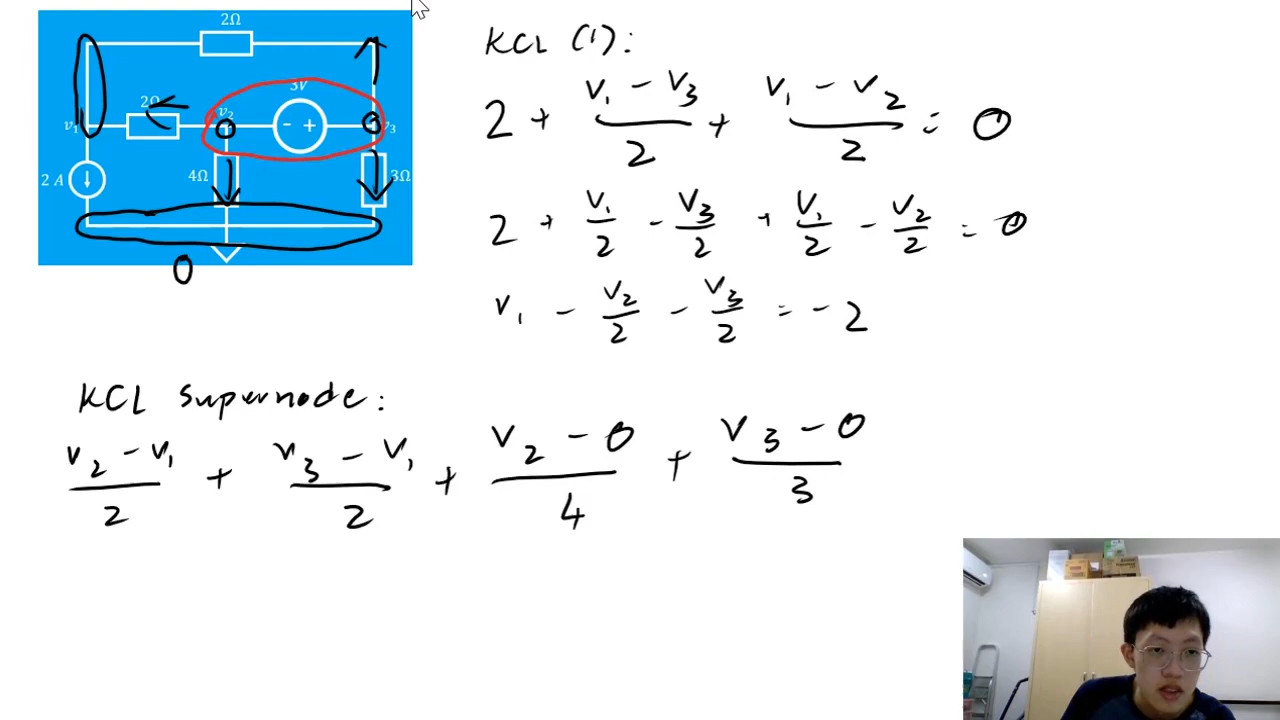 2Ω
3V
2Ω
v₂
v₁
v₃
4Ω
3Ω
2 A
0
KCL (1):
2 + (v₁ - v₃)/2 + (v₁ - v₂)/2 = 0
2 + v₁/2 - v₃/2 + v₁/2 - v₂/2 = 0
v₁ - v₂/2 - v₃/2 = -2
KCL supernode:
(v₂ - v₁)/2 + (v₃ - v₁)/2 + (v₂ - 0)/4 + (v₃ - 0)/3